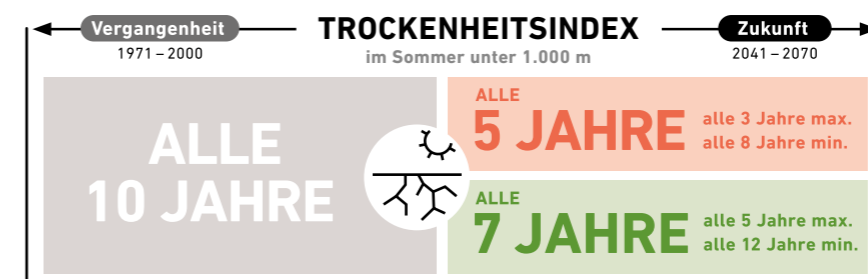 Vergangenheit
1971 – 2000
TROCKENHEITSINDEX
im Sommer unter 1.000 m
Zukunft
2041 – 2070
ALLE
10 JAHRE
ALLE
5 JAHRE
alle 3 Jahre max.
alle 8 Jahre min.
ALLE
7 JAHRE
alle 5 Jahre max.
alle 12 Jahre min.